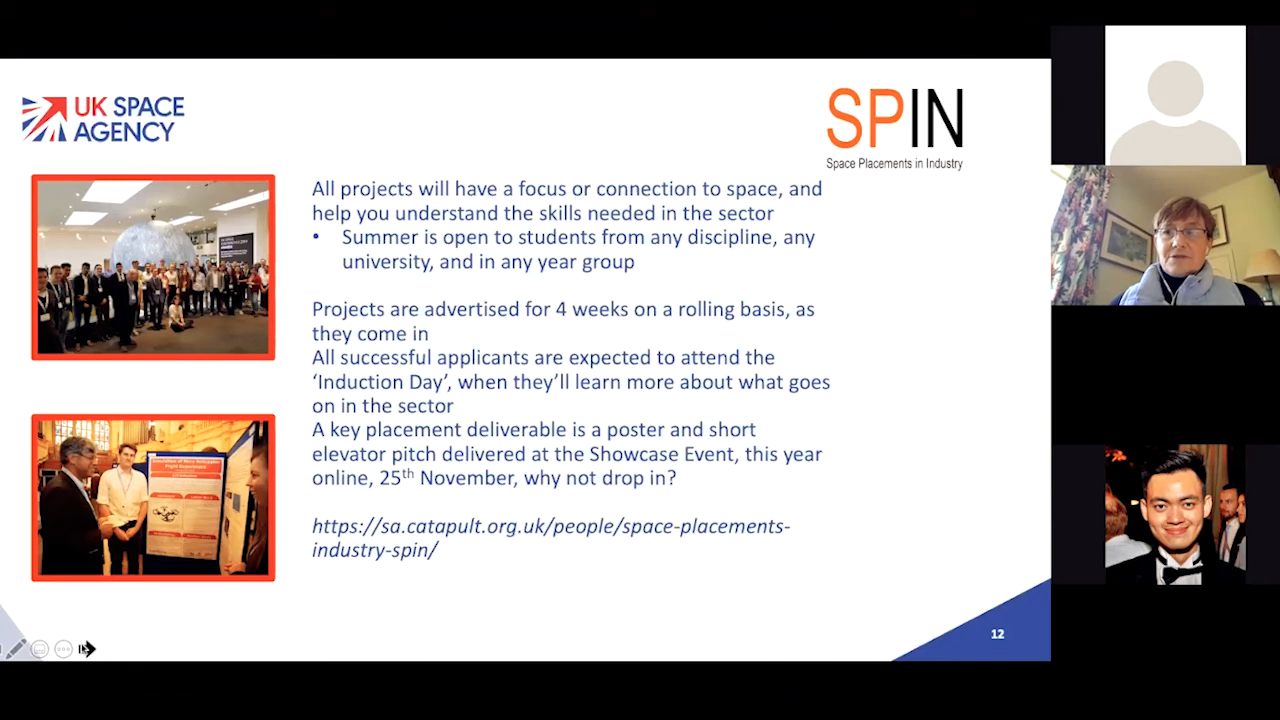 UK SPACE
AGENCY
SPIN
Space Placements in Industry
All projects will have a focus or connection to space, and
help you understand the skills needed in the sector
• Summer is open to students from any discipline, any
university, and in any year group
Projects are advertised for 4 weeks on a rolling basis, as
they come in
All successful applicants are expected to attend the
‘Induction Day’, when they’ll learn more about what goes
on in the sector
A key placement deliverable is a poster and short
elevator pitch delivered at the Showcase Event, this year
online, 25th November, why not drop in?
https://sa.catapult.org.uk/people/space-placements-
industry-spin/
12